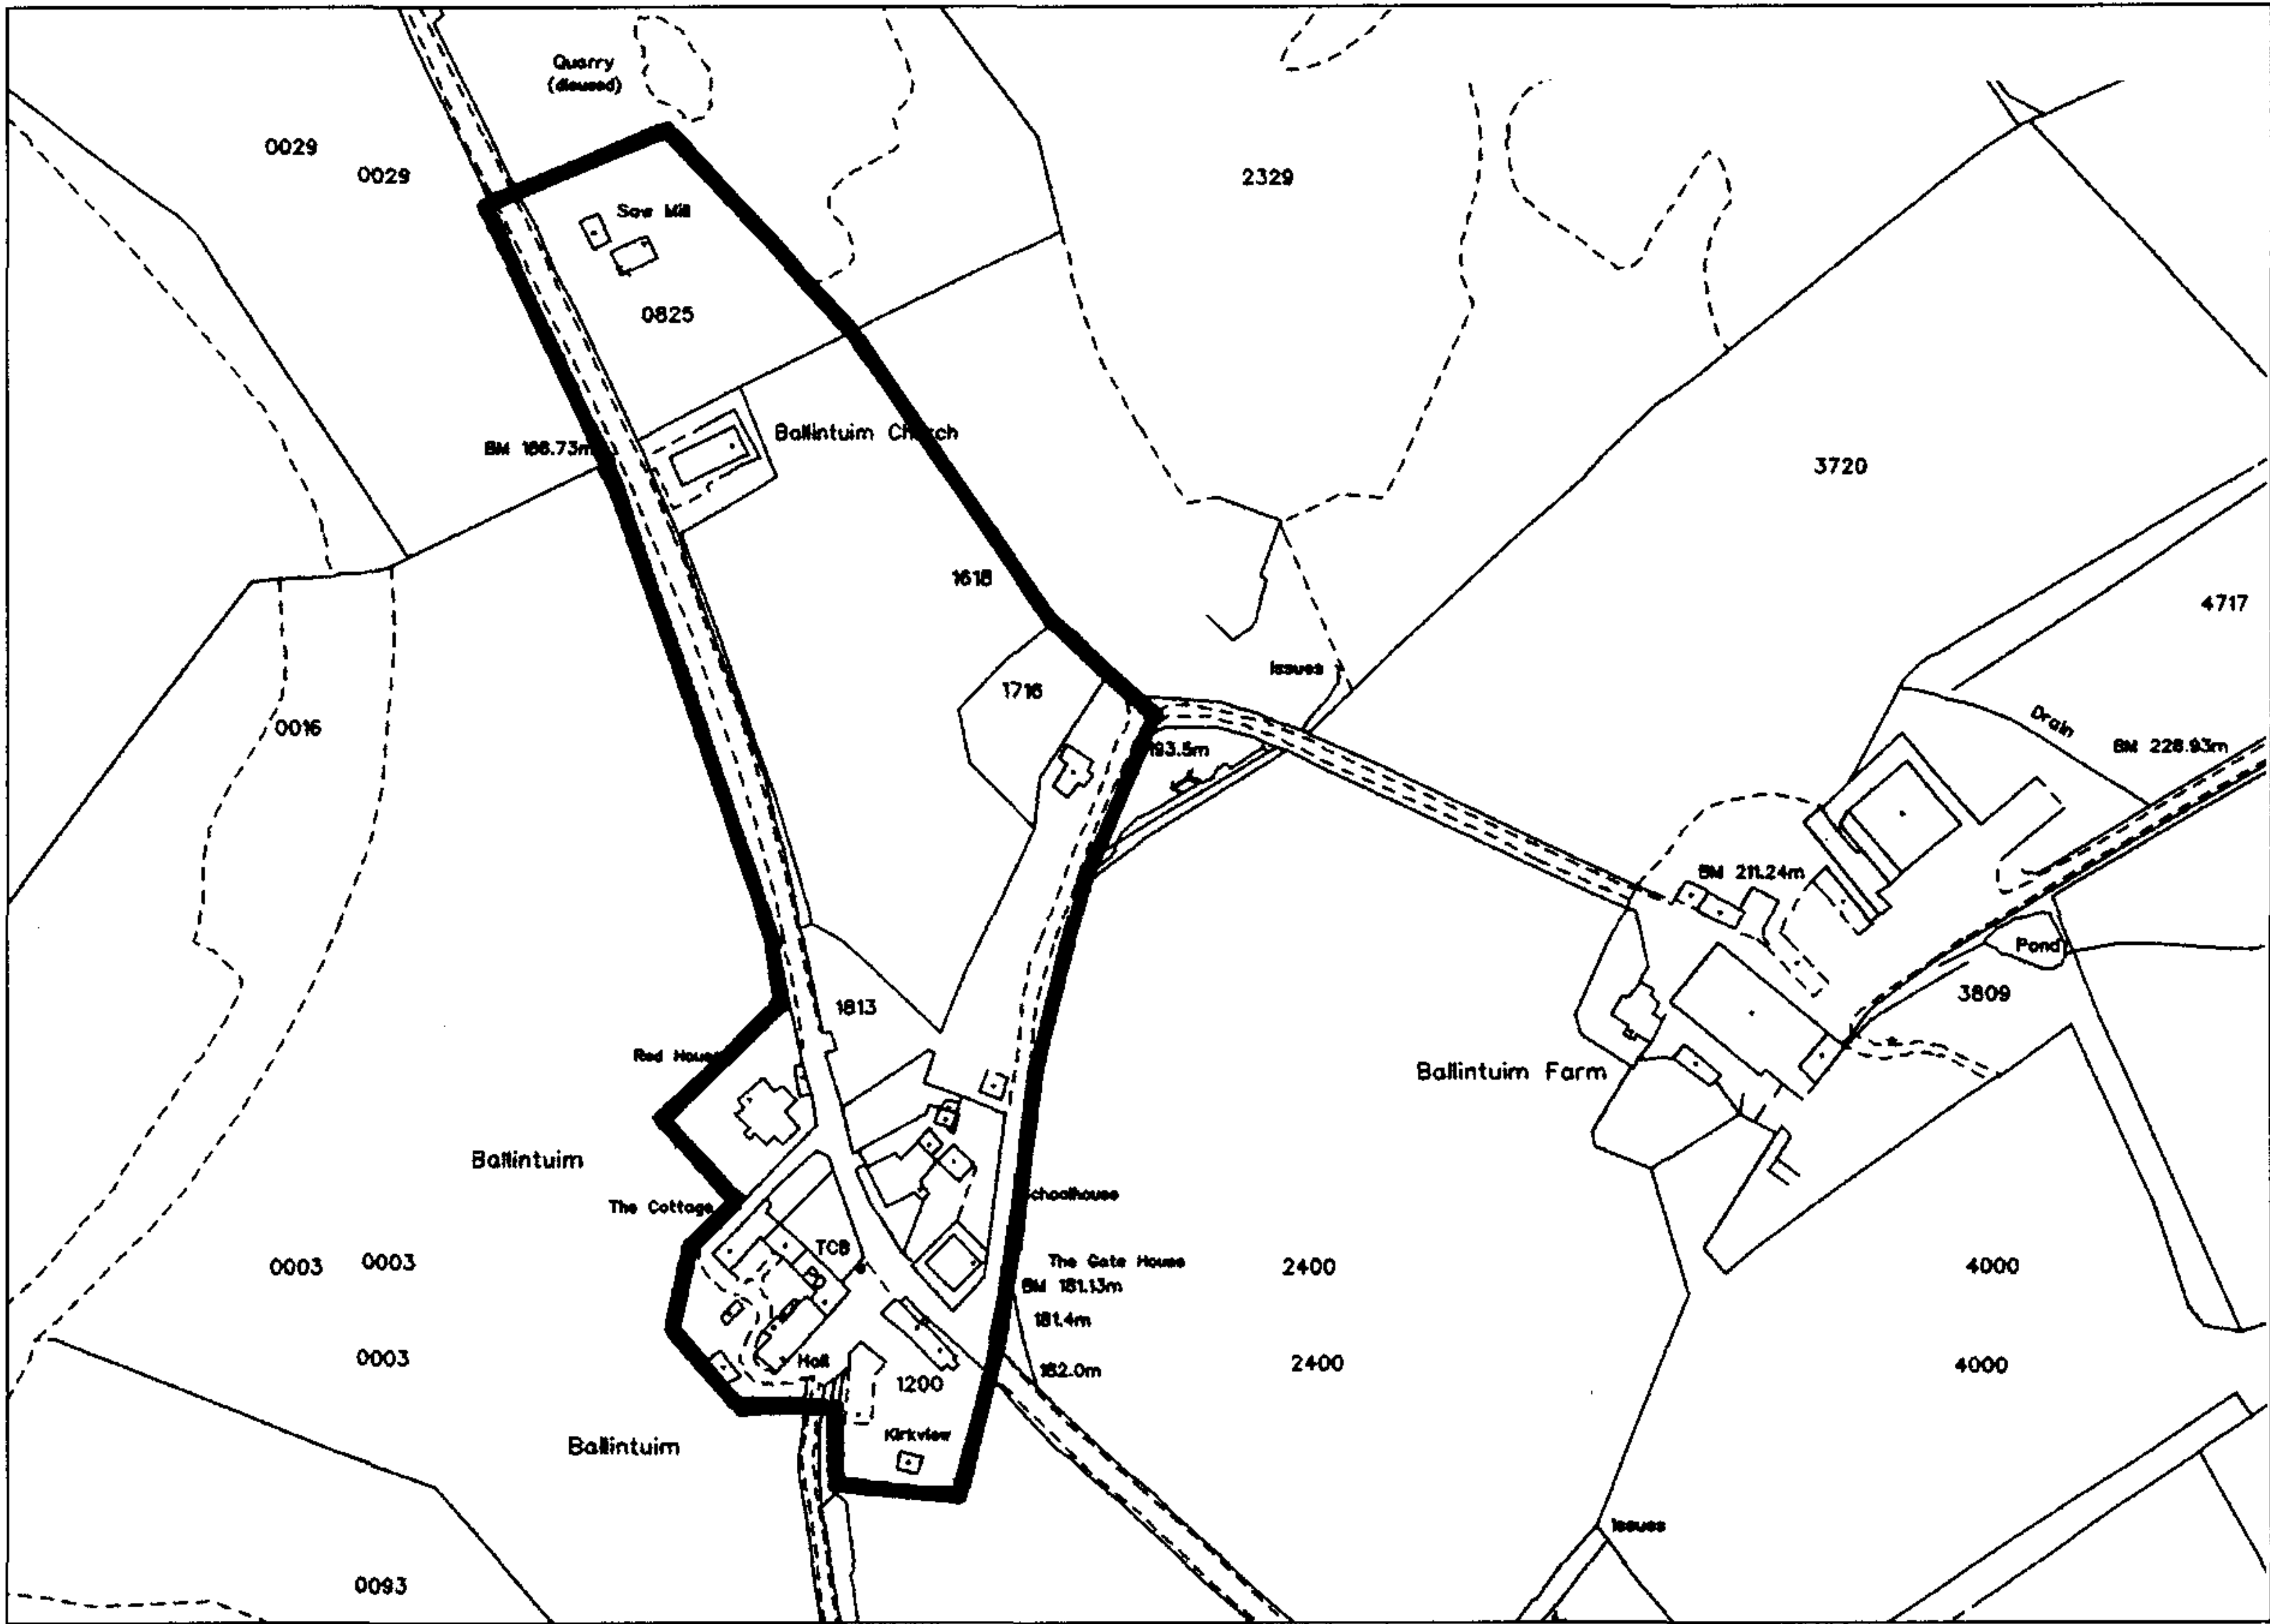 Quarry
(disused)
0029
0029
2329
Saw Mill
0825
Ballintuim Church
BM 186.73m
3720
1618
4717
Issues
1716
0016
Drain
193.5m
BM 228.93m
BM 211.24m
Pond
1813
3809
Red House
Ballintuim Farm
Ballintuim
Schoolhouse
The Cottage
TCB
The Gate House
0003
0003
2400
4000
BM 181.13m
181.4m
0003
Hall
182.0m
2400
4000
1200
Kirkview
Ballintuim
Issues
0093